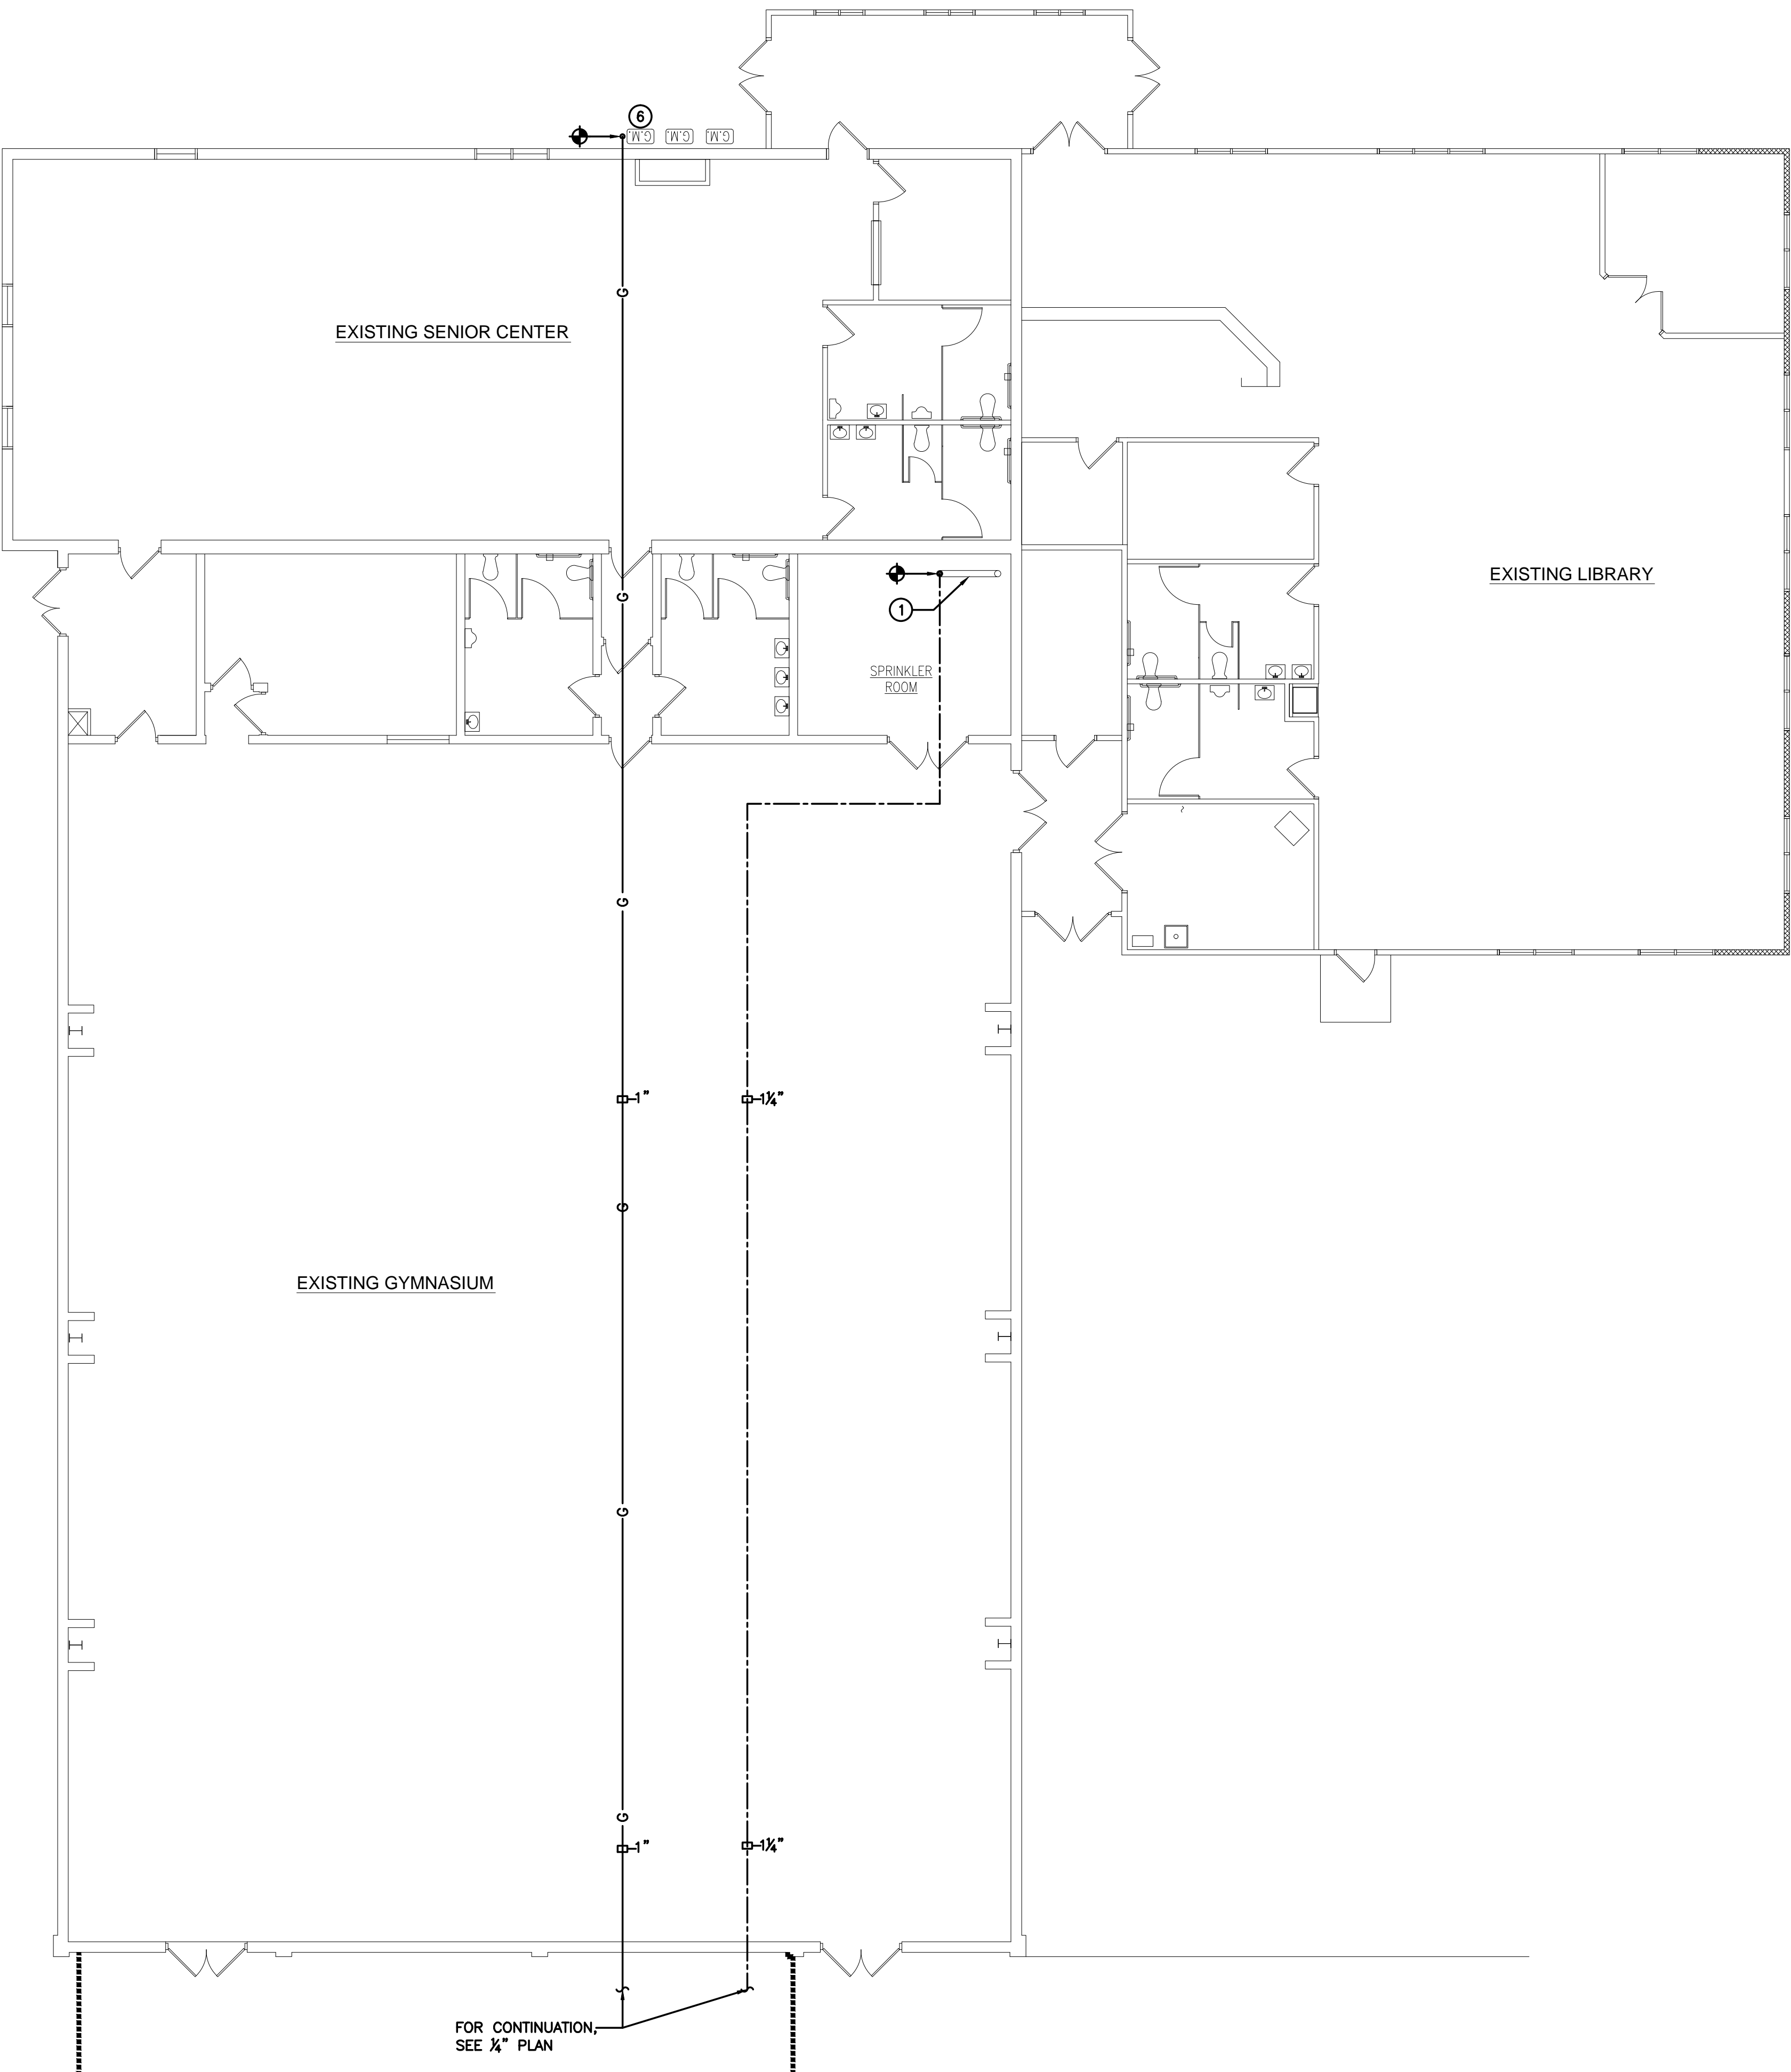 6
G.M.
G.M.
G.M.
G
EXISTING SENIOR CENTER
EXISTING LIBRARY
G
1
SPRINKLER
ROOM
G
1"
1¼"
G
EXISTING GYMNASIUM
G
G
1"
1¼"
FOR CONTINUATION,
SEE ¼" PLAN